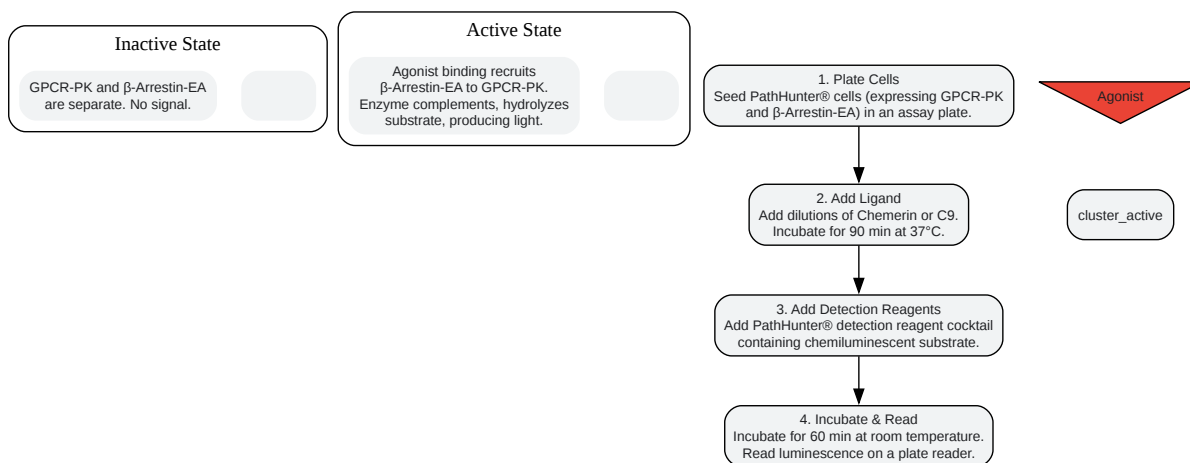 Inactive State
GPCR-PK and β-Arrestin-EA
are separate. No signal.
Active State
Agonist binding recruits
β-Arrestin-EA to GPCR-PK.
Enzyme complements, hydrolyzes
substrate, producing light.
1. Plate Cells
Seed PathHunter® cells (expressing GPCR-PK
and β-Arrestin-EA) in an assay plate.
Agonist
2. Add Ligand
Add dilutions of Chemerin or C9.
Incubate for 90 min at 37°C.
cluster_active
3. Add Detection Reagents
Add PathHunter® detection reagent cocktail
containing chemiluminescent substrate.
4. Incubate & Read
Incubate for 60 min at room temperature.
Read luminescence on a plate reader.